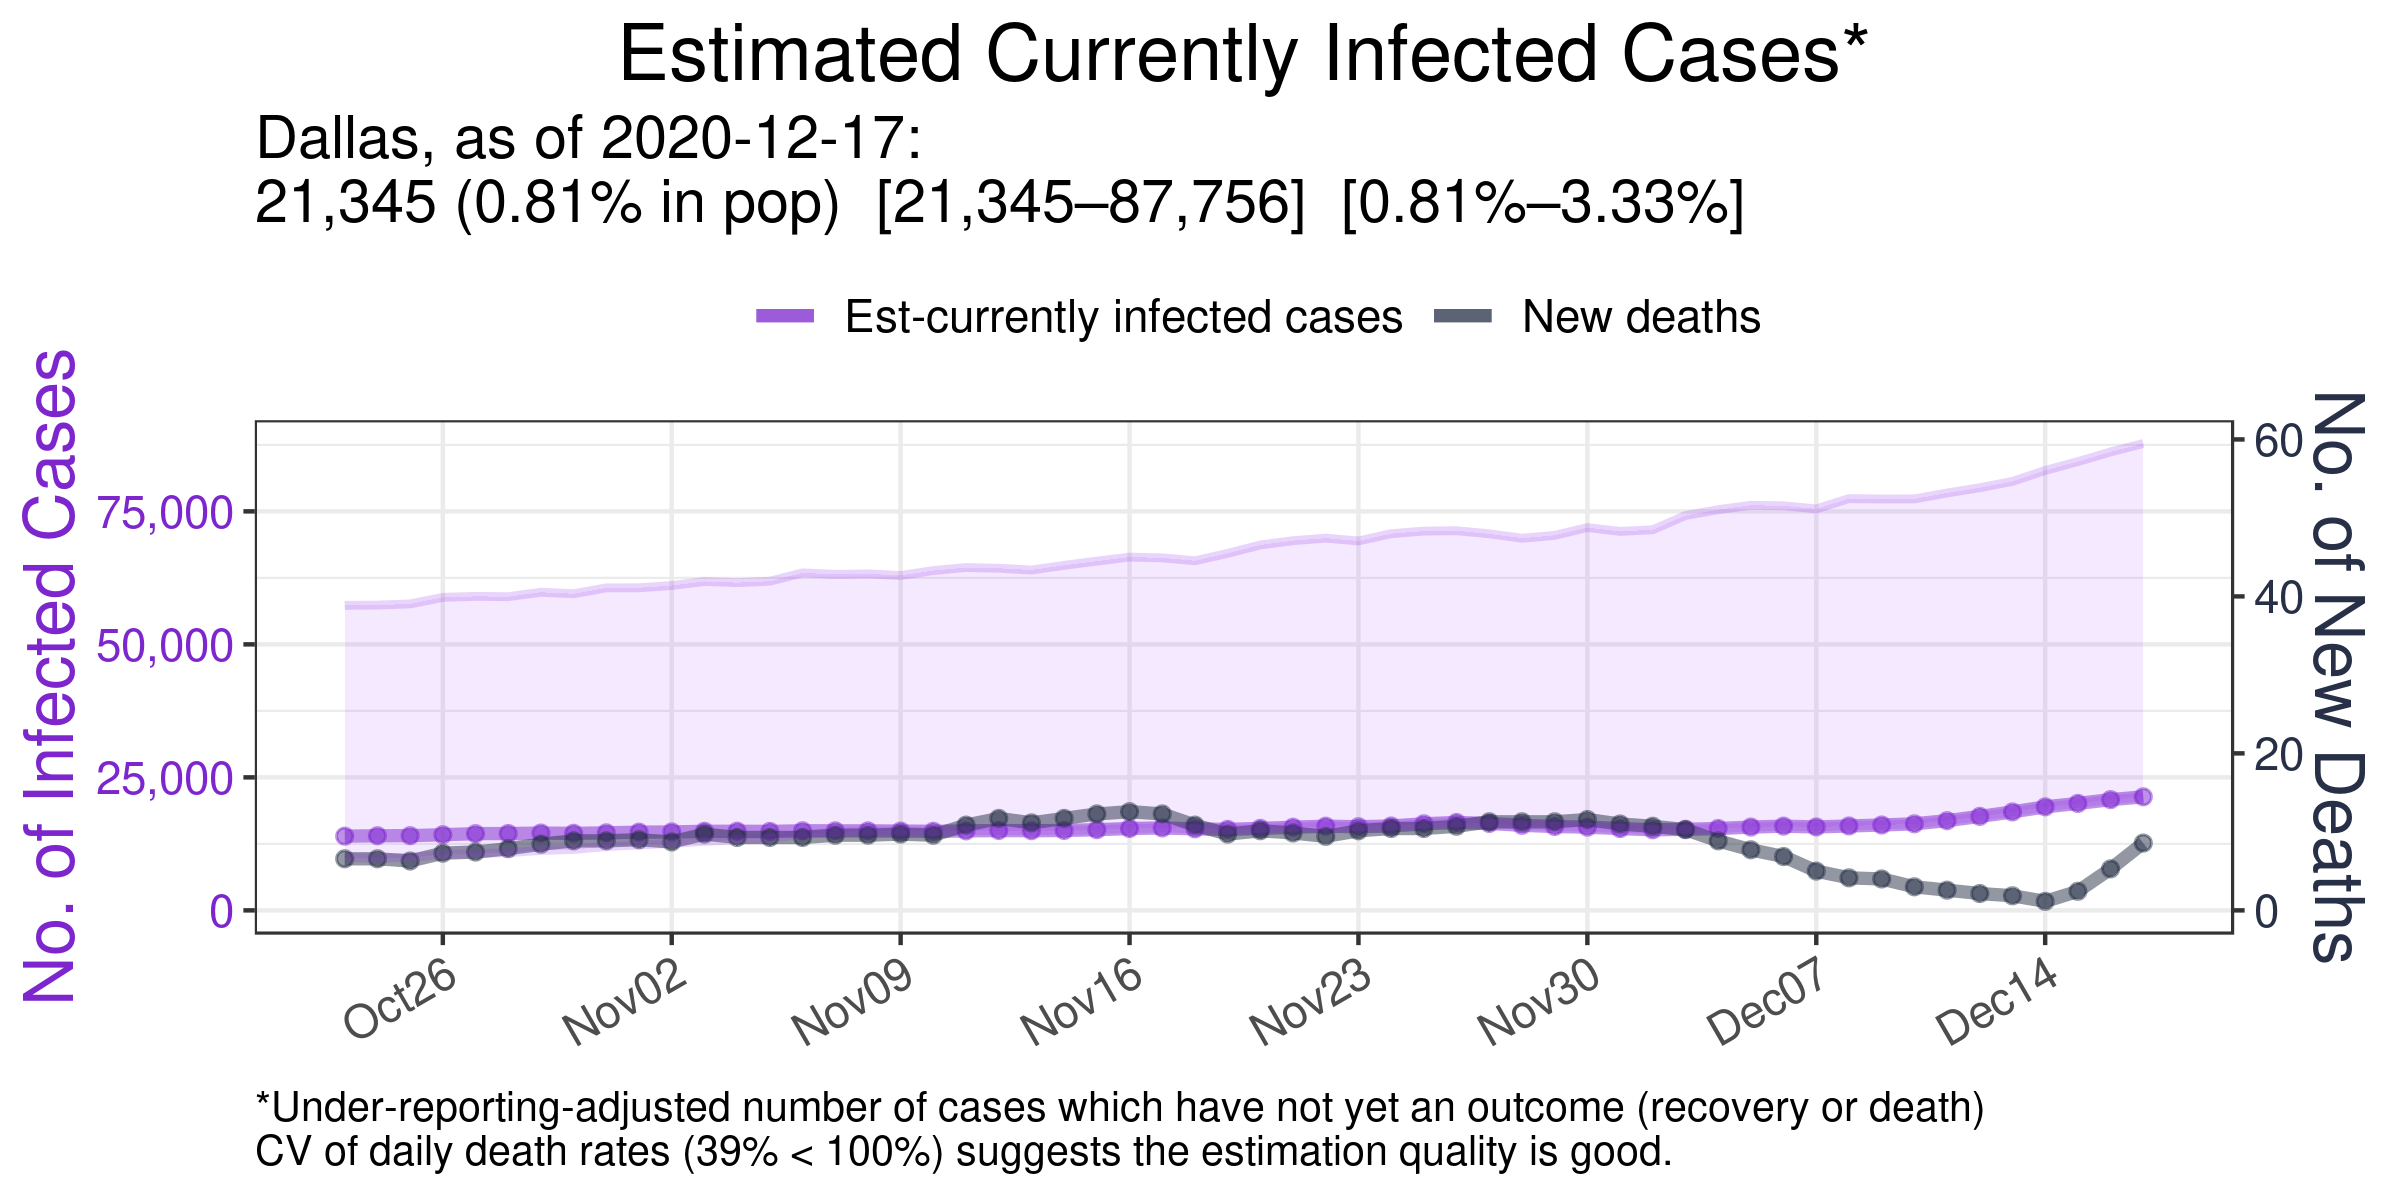 Estimated Currently Infected Cases*
Dallas, as of 2020-12-17:
21,345 (0.81% in pop)  [21,345–87,756]  [0.81%–3.33%]
Est-currently infected cases
New deaths
No. of Infected Cases
75,000
50,000
25,000
0
60
40
20
0
No. of New Deaths
Oct26
Nov02
Nov09
Nov16
Nov23
Nov30
Dec07
Dec14
*Under-reporting-adjusted number of cases which have not yet an outcome (recovery or death)
CV of daily death rates (39% < 100%) suggests the estimation quality is good.